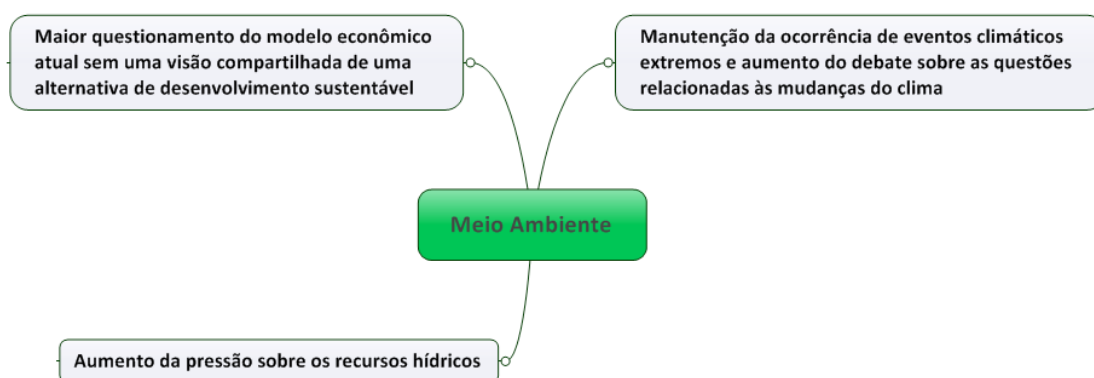 Maior questionamento do modelo econômico
atual sem uma visão compartilhada de uma
alternativa de desenvolvimento sustentável
Manutenção da ocorrência de eventos climáticos
extremos e aumento do debate sobre as questões
relacionadas às mudanças do clima
Meio Ambiente
Aumento da pressão sobre os recursos hídricos